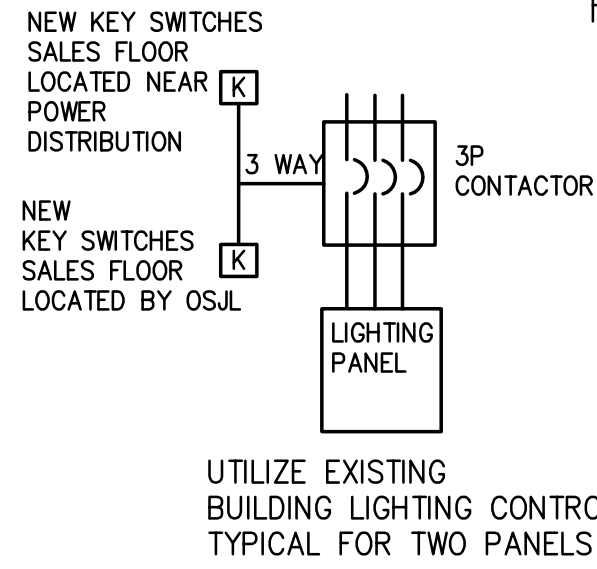 NEW KEY SWITCHES
SALES FLOOR
LOCATED NEAR
POWER
DISTRIBUTION
K
3 WAY
3P
CONTACTOR
NEW
KEY SWITCHES
SALES FLOOR
LOCATED BY OSJL
K
LIGHTING
PANEL
UTILIZE EXISTING
BUILDING LIGHTING CONTRO
TYPICAL FOR TWO PANELS